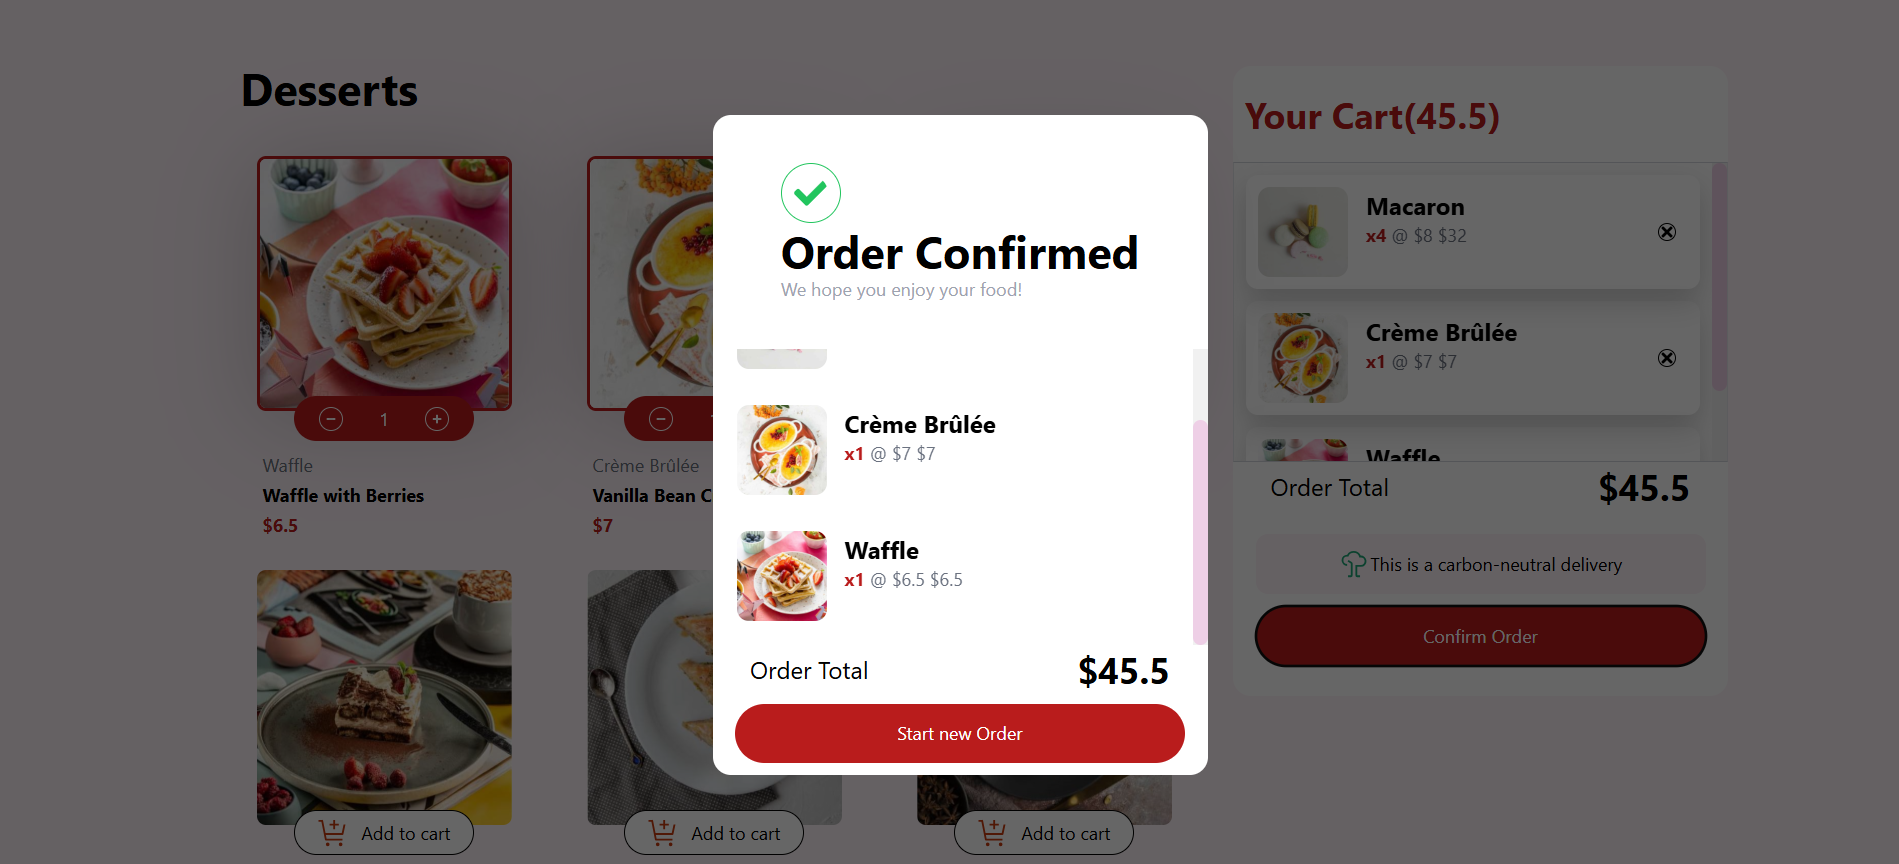 Desserts
1
Waffle
Waffle with Berries
$6.5
Crème Brûlée
Vanilla Bean C
$7
Add to cart
Add to cart
Add to cart
Order Confirmed
We hope you enjoy your food!
Crème Brûlée
x1 @ $7 $7
Waffle
x1 @ $6.5 $6.5
Order Total
$45.5
Start new Order
Your Cart(45.5)
Macaron
x4 @ $8 $32
Crème Brûlée
x1 @ $7 $7
Waffle
Order Total
$45.5
This is a carbon-neutral delivery
Confirm Order